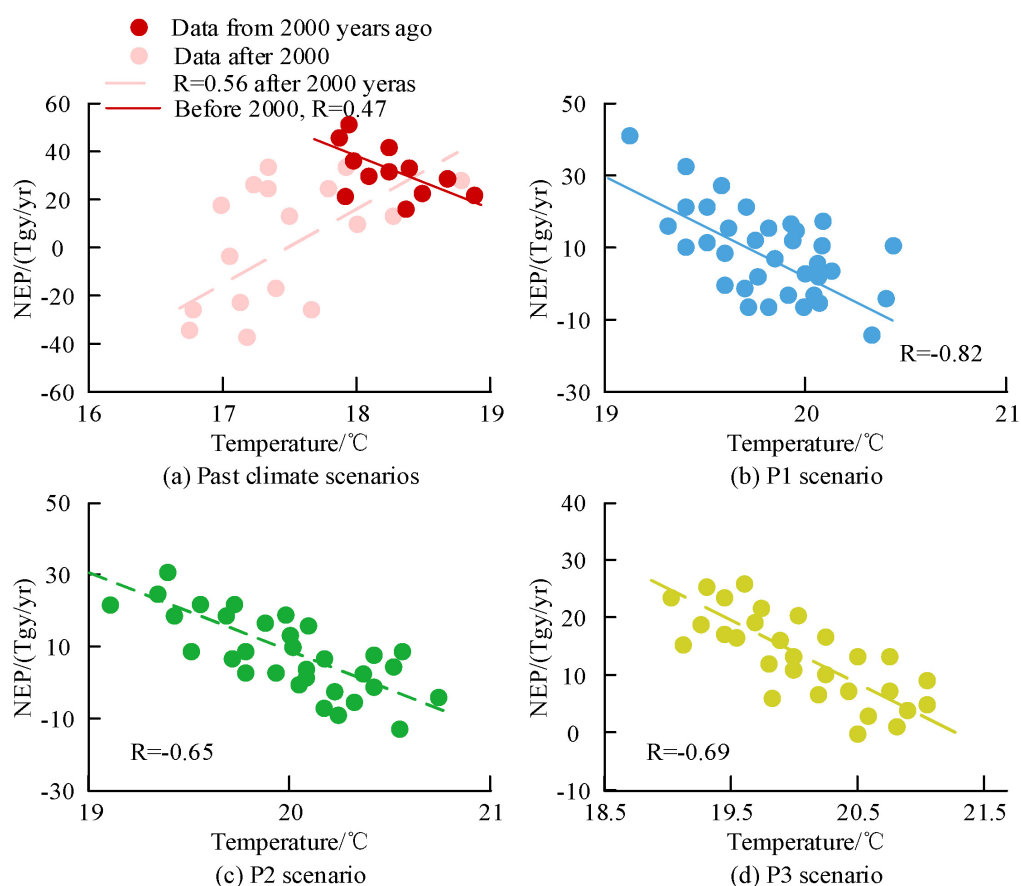 Data from 2000 years ago
Data after 2000
R=0.56 after 2000 yeras
Before 2000, R=0.47
60
40
20
0
-20
-40
-60
NEP/(Tgy/yr)
16
17
18
19
Temperature/℃
(a) Past climate scenarios
50
30
10
-10
-30
NEP/(Tgy/yr)
R=-0.82
19
20
21
Temperature/℃
(b) P1 scenario
50
30
10
-10
-30
NEP/(Tgy/yr)
R=-0.65
19
20
21
Temperature/℃
(c) P2 scenario
40
30
20
10
0
-10
NEP/(Tgy/yr)
R=-0.69
18.5
19.5
20.5
21.5
Temperature/℃
(d) P3 scenario